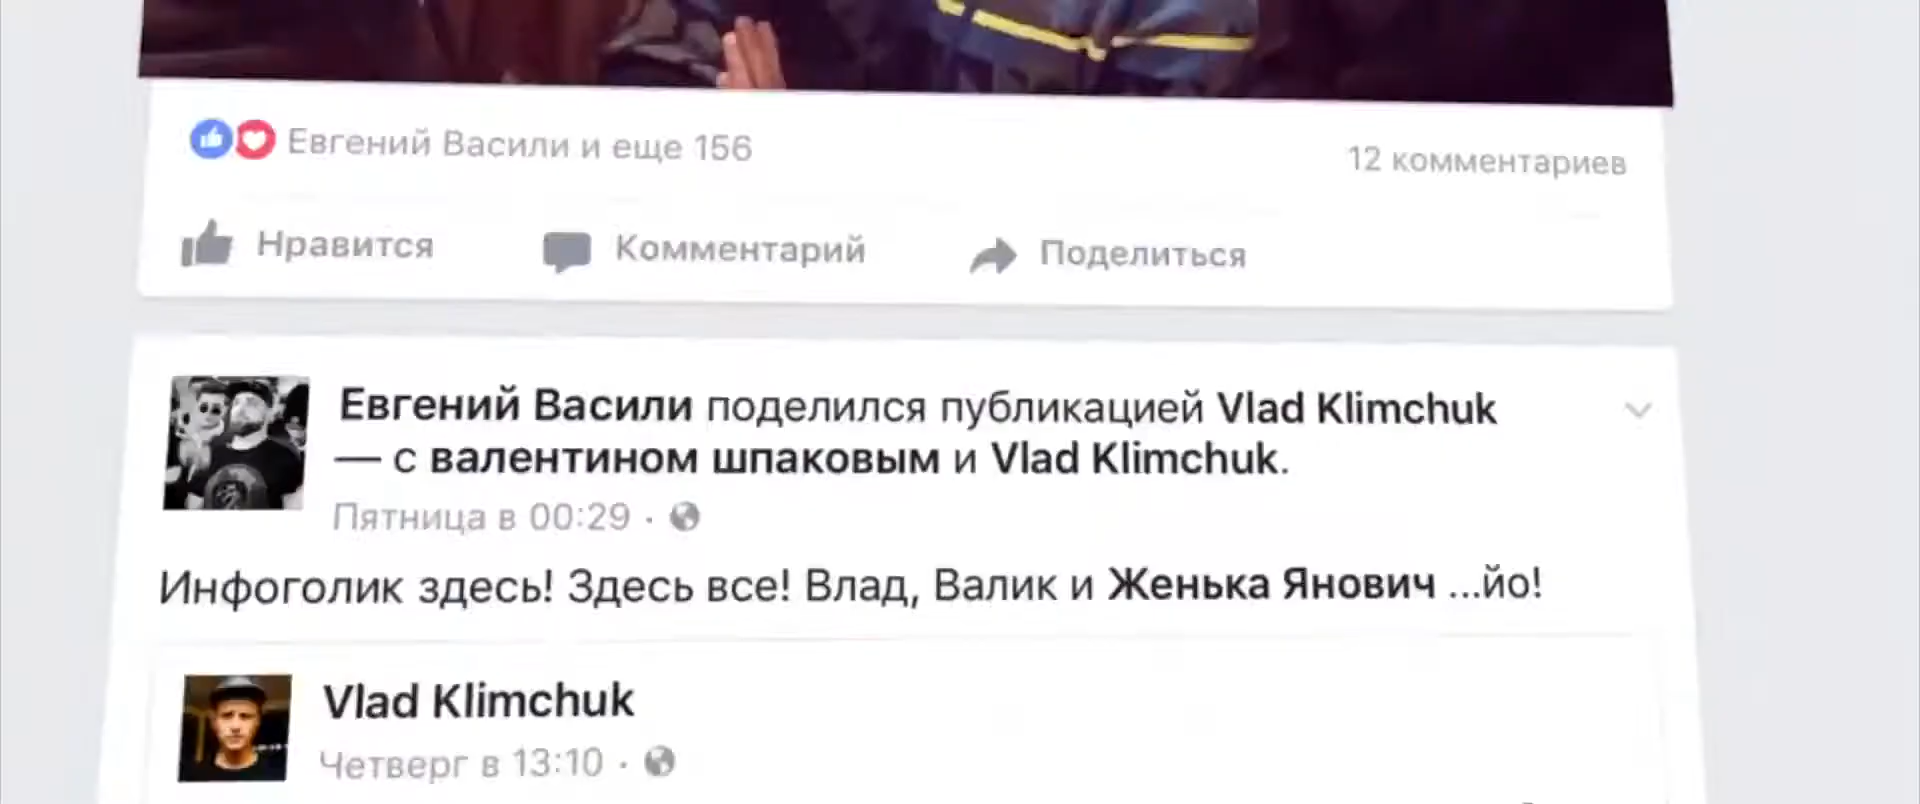 Евгений Васили и еще 156
12 комментариев
Нравится
Комментарий
Поделиться
Евгений Васили поделился публикацией Vlad Klimchuk
— с валентином шпаковым и Vlad Klimchuk.
Пятница в 00:29 ·
Инфоголик здесь! Здесь все! Влад, Валик и Женька Янович ...йо!
Vlad Klimchuk
Четверг в 13:10 ·